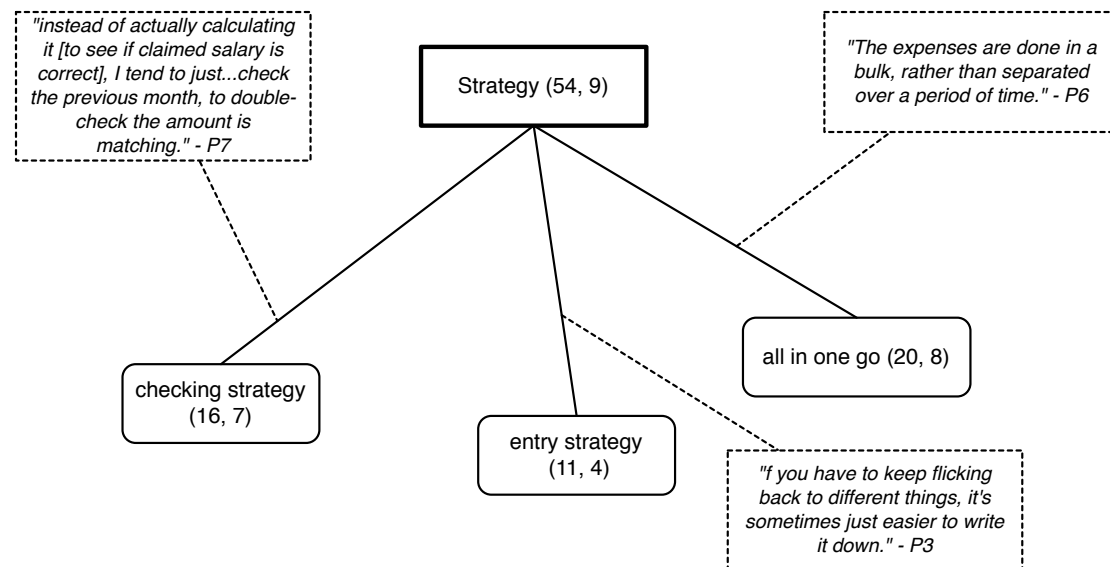 "instead of actually calculating
it [to see if claimed salary is
correct], I tend to just...check
the previous month, to double-
check the amount is
matching." - P7
Strategy (54, 9)
"The expenses are done in a
bulk, rather than separated
over a period of time." - P6
checking strategy
(16, 7)
entry strategy
(11, 4)
all in one go (20, 8)
"f you have to keep flicking
back to different things, it's
sometimes just easier to write
it down." - P3